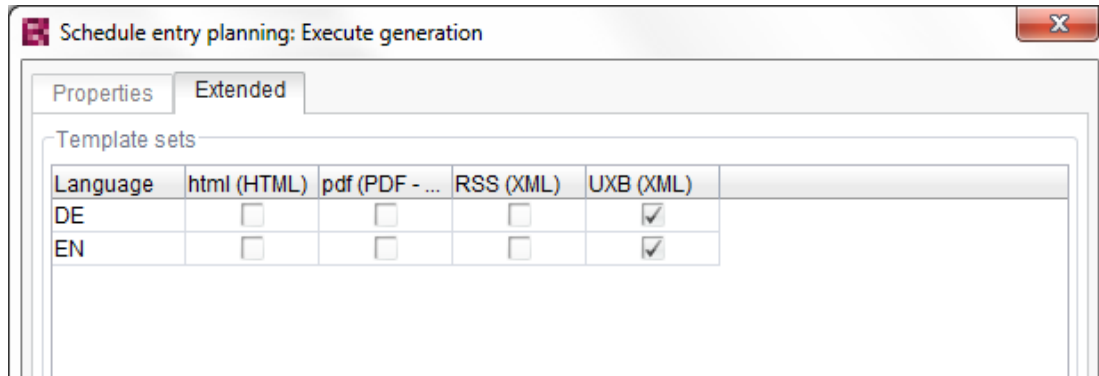 Schedule entry planning: Execute generation
Properties Extended
Template sets
Language html (HTML) pdf (PDF - ... RSS (XML) UXB (XML)
DE
EN